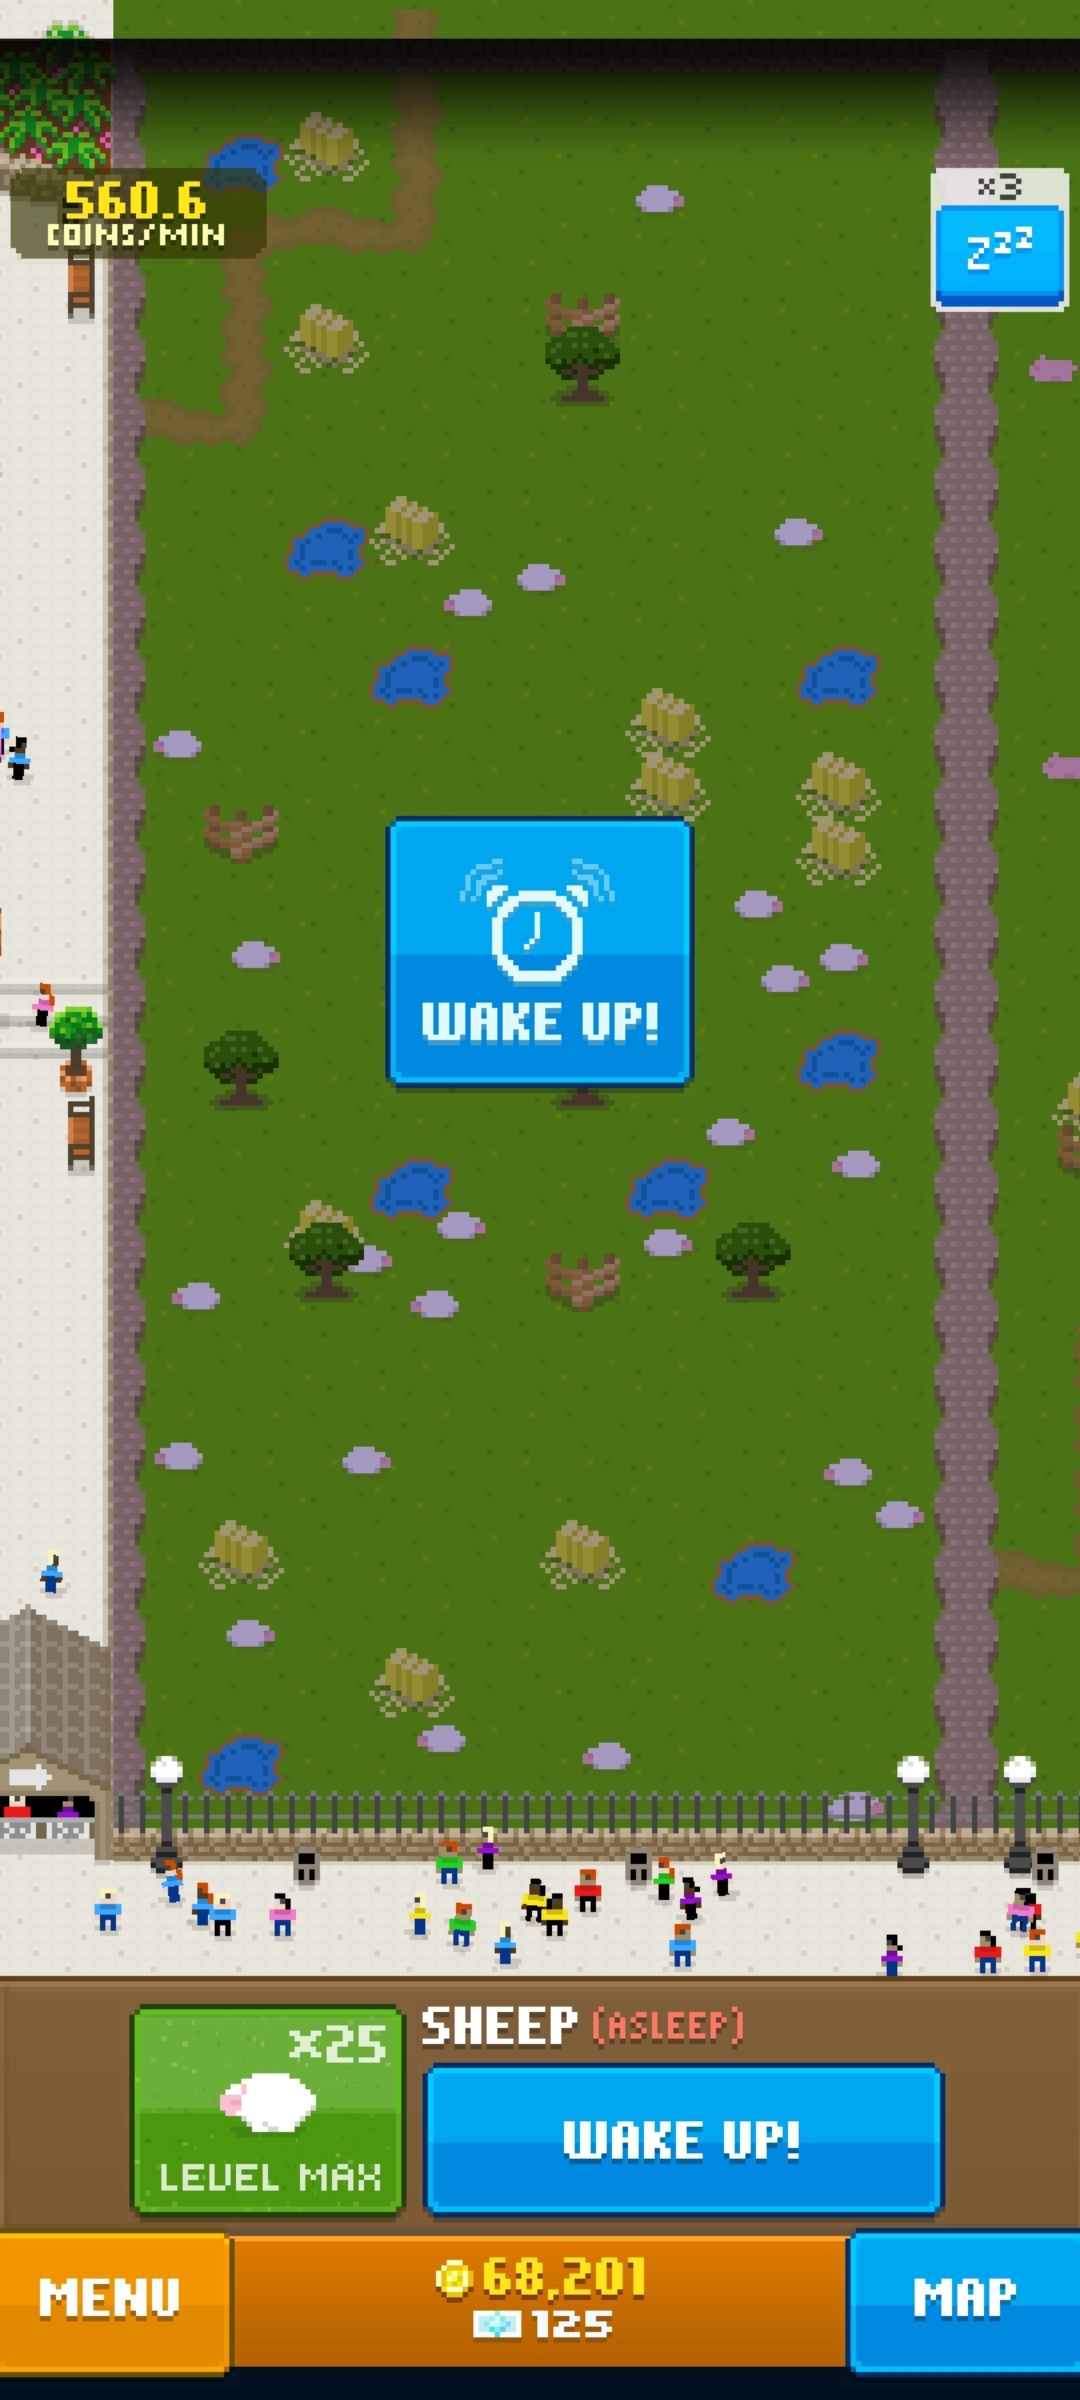 560.6
COINS/MIN
x3
zzz
WAKE UP!
x25
LEVEL MAX
SHEEP (ASLEEP)
WAKE UP!
MENU
68,201
125
MAP